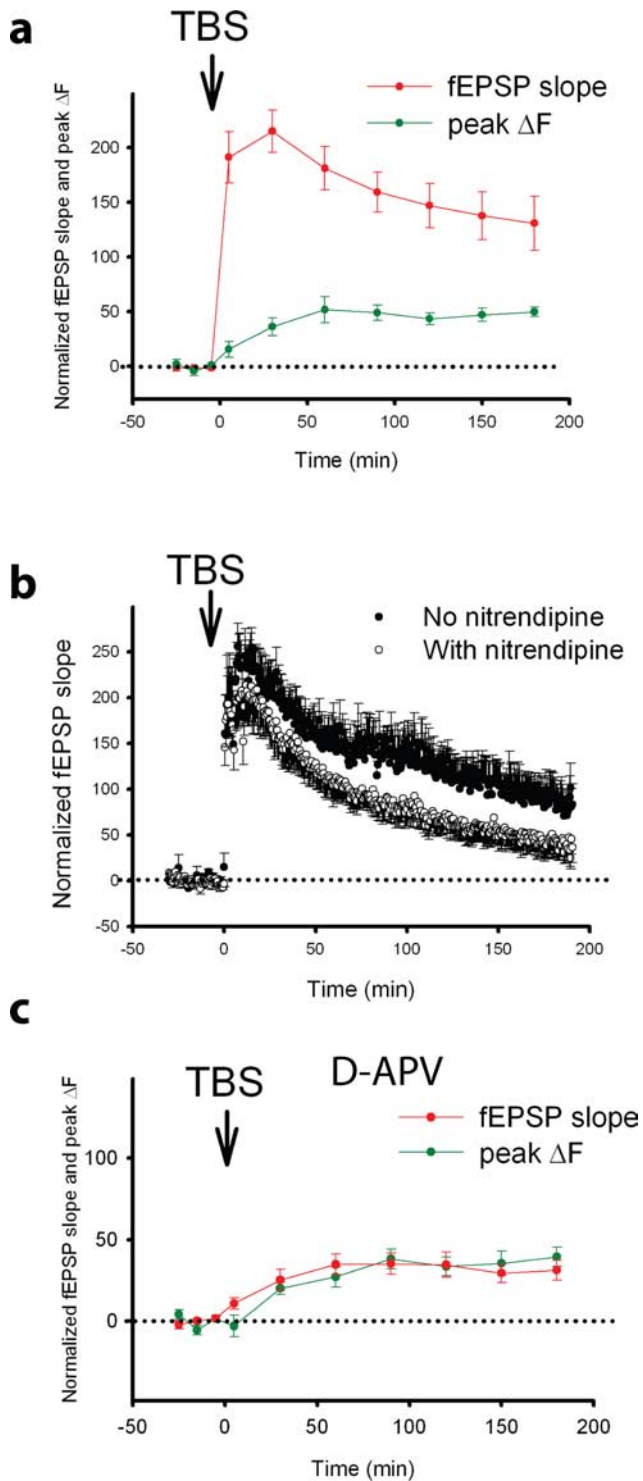 a
TBS
fEPSP slope
peak ΔF
Normalized fEPSP slope and peak ΔF
200
150
100
50
0
-50
0
50
100
150
200
Time (min)
b
TBS
No nitrendipine
With nitrendipine
Normalized fEPSP slope
250
200
150
100
50
0
-50
-50
0
50
100
150
200
Time (min)
c
TBS
D-APV
fEPSP slope
peak ΔF
Normalized fEPSP slope and peak ΔF
100
50
0
-50
0
50
100
150
200
Time (min)